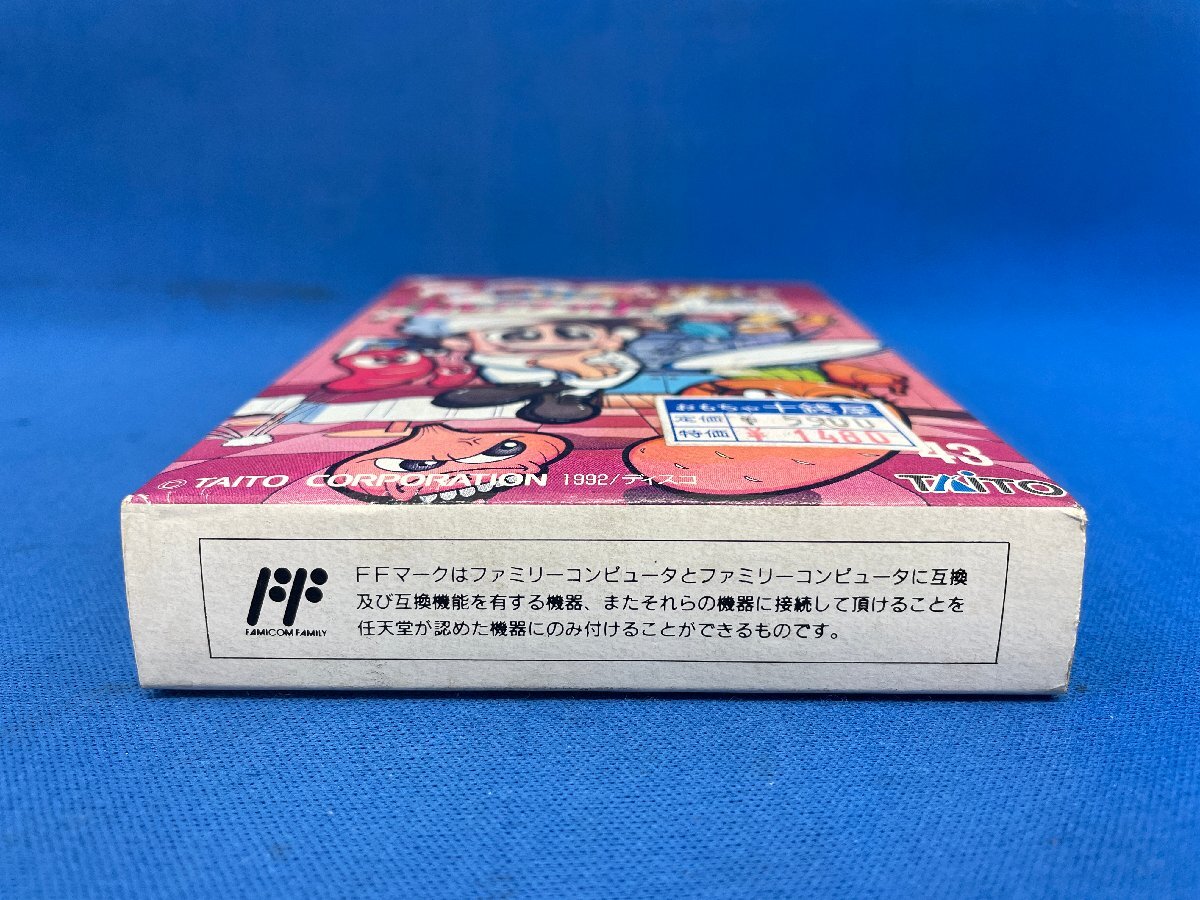 おもちゃ十銭屋
定価 ¥ 5900
特価 ¥ 1480
43
© TAITO CORPORATION 1992/ディスコ
TAITO
FFマークはファミリーコンピュータとファミリーコンピュータに互換
及び互換機能を有する機器、またそれらの機器に接続して頂けることを
任天堂が認めた機器にのみ付けることができるものです。
FF
FAMICOM FAMILY